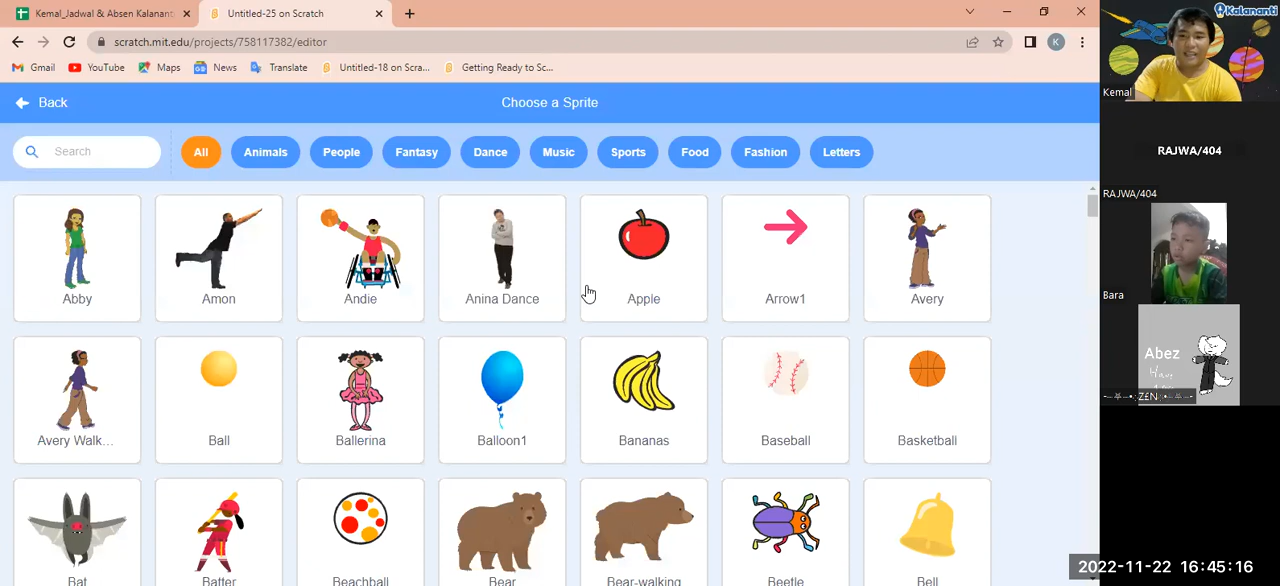 Kemal_Jadwal & Absen Kalanant
Untitled-25 on Scratch
scratch.mit.edu/projects/758117382/editor
K
Gmail
YouTube
Maps
News
Translate
Untitled-18 on Scra...
Getting Ready to Sc...
Back
Choose a Sprite
Search
All
Animals
People
Fantasy
Dance
Music
Sports
Food
Fashion
Letters
Abby
Amon
Andie
Anina Dance
Apple
Arrow1
Avery
Avery Walk...
Ball
Ballerina
Balloon1
Bananas
Baseball
Basketball
Bat
Batter
Beachball
Bear
Bear-walking
Beetle
Bell
Kalananti
Kemal
RAJWA/404
RAJWA/404
Bara
Abez
2022-11-22 16:45:16